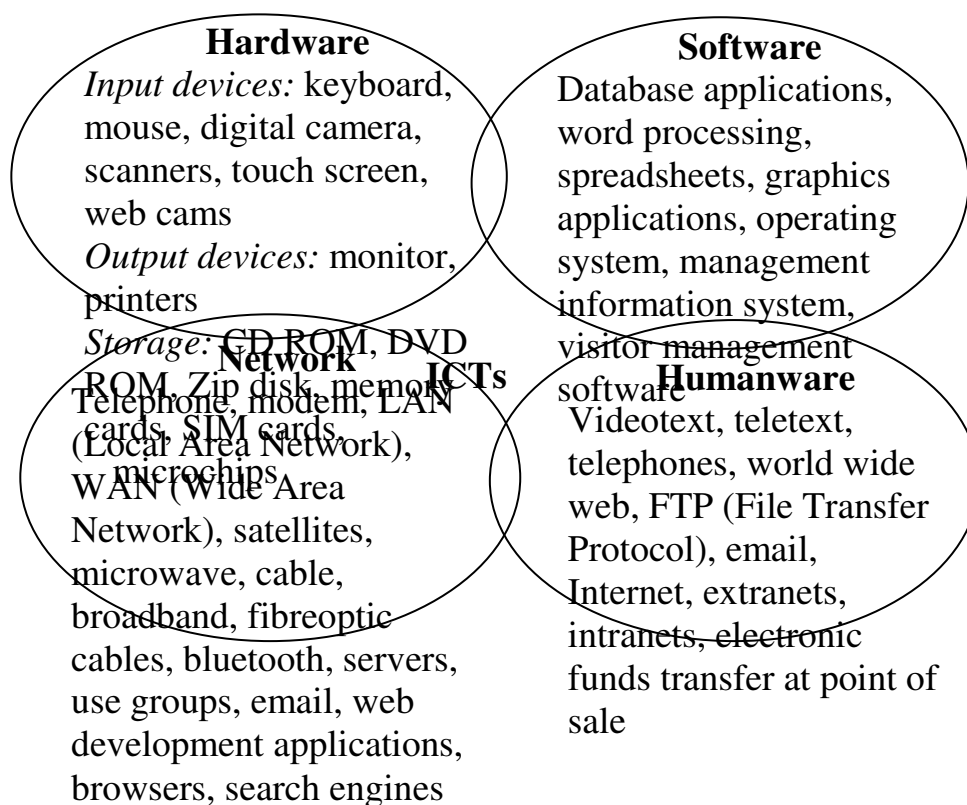 Hardware
Input devices: keyboard,
mouse, digital camera,
scanners, touch screen,
web cams
Output devices: monitor,
printers
Storage: CD ROM, DVD
ROM, Zip disk, memory
cards, SIM cards,
microchips
Software
Database applications,
word processing,
spreadsheets, graphics
applications, operating
system, management
information system,
visitor management
software
ICTs
Network
Telephone, modem, LAN
(Local Area Network),
WAN (Wide Area
Network), satellites,
microwave, cable,
broadband, fibreoptic
cables, bluetooth, servers,
use groups, email, web
development applications,
browsers, search engines
Humanware
Videotext, teletext,
telephones, world wide
web, FTP (File Transfer
Protocol), email,
Internet, extranets,
intranets, electronic
funds transfer at point of
sale